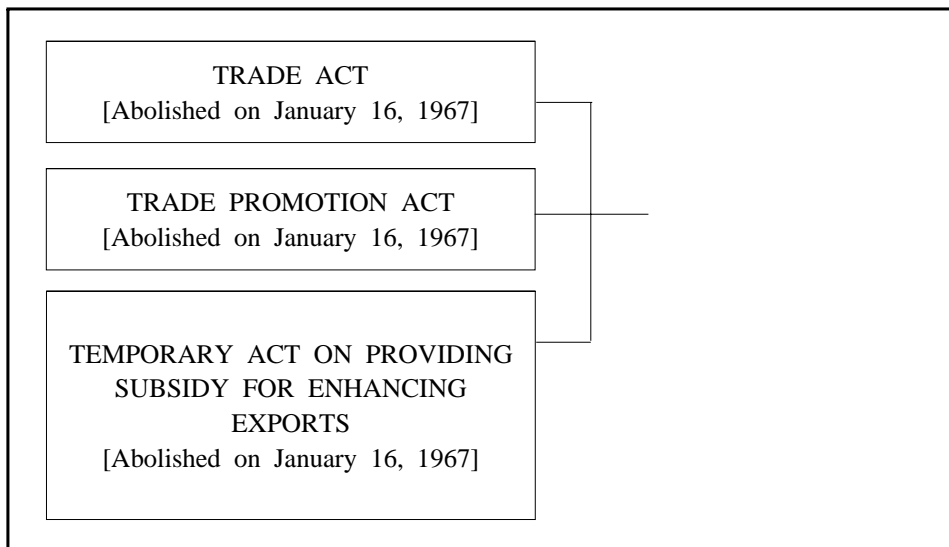 TRADE ACT
[Abolished on January 16, 1967]
TRADE PROMOTION ACT
[Abolished on January 16, 1967]
TEMPORARY ACT ON PROVIDING
SUBSIDY FOR ENHANCING
EXPORTS
[Abolished on January 16, 1967]